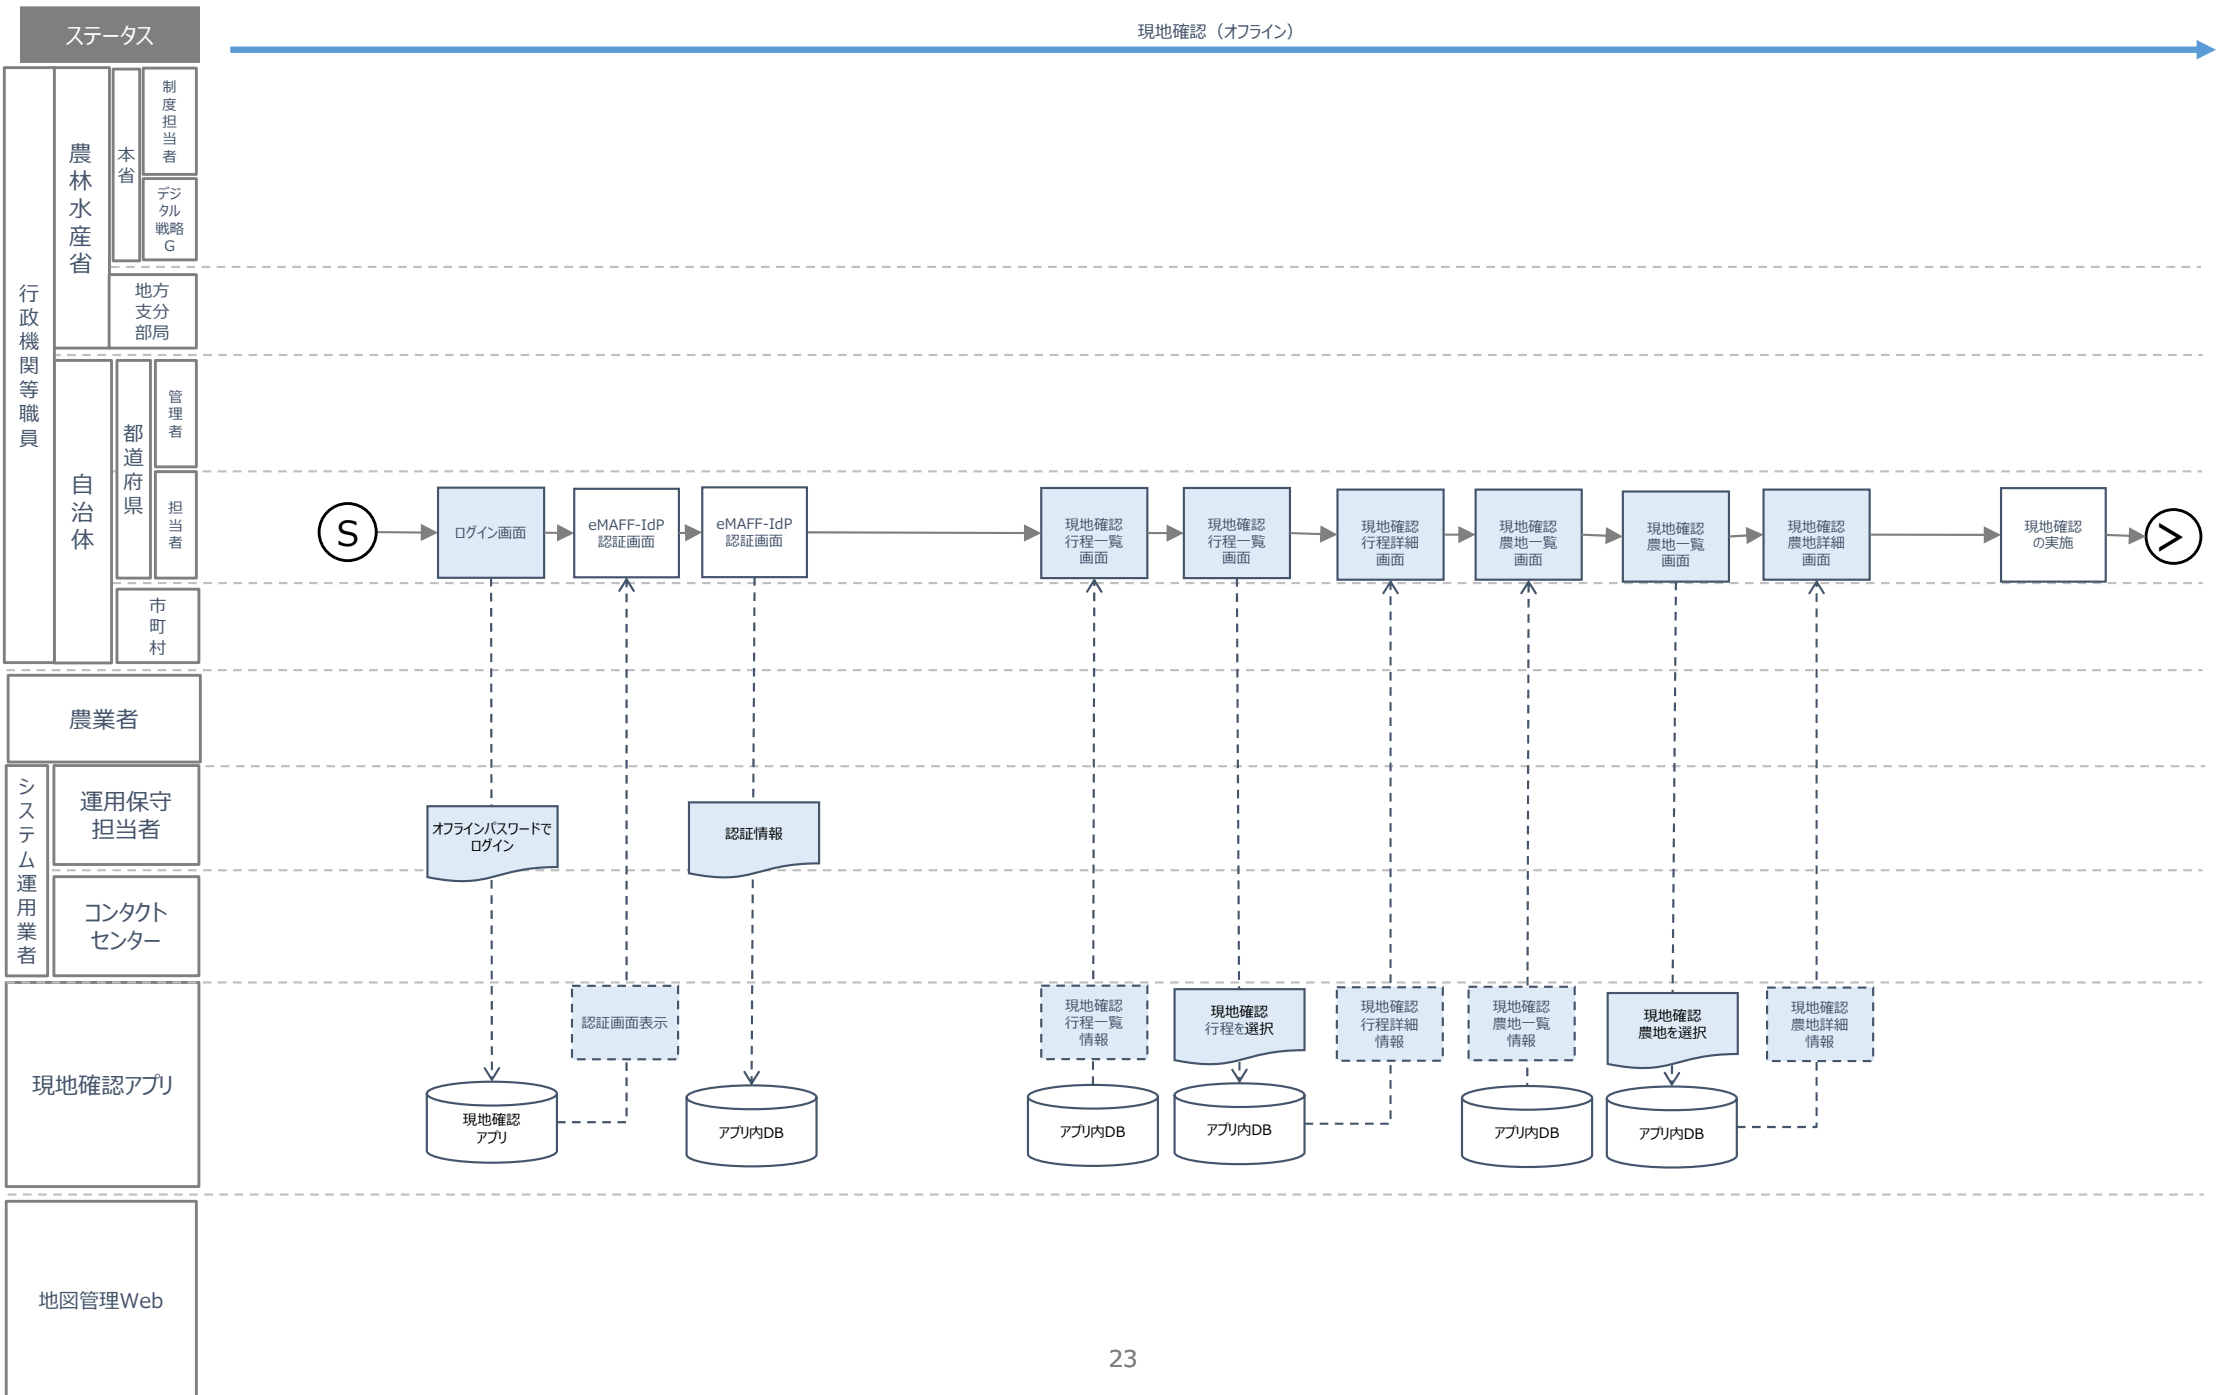 ステータス
現地確認（オフライン）
行政機関等職員
農林水産省
本省
制度担当者
デジ
タル
戦略
G
地方
支分
部局
自治体
都道府県
管理者
担当者
市町村
農業者
システム運用業者
運用保守
担当者
コンタクト
センター
現地確認アプリ
地図管理Web
S
ログイン画面
eMAFF-IdP
認証画面
eMAFF-IdP
認証画面
現地確認
行程一覧
画面
現地確認
行程一覧
画面
現地確認
行程詳細
画面
現地確認
農地一覧
画面
現地確認
農地一覧
画面
現地確認
農地詳細
画面
現地確認
の実施
>
オフラインパスワードで
ログイン
認証情報
認証画面表示
現地確認
行程一覧
情報
現地確認
行程を選択
現地確認
行程詳細
情報
現地確認
農地一覧
情報
現地確認
農地を選択
現地確認
農地詳細
情報
現地確認
アプリ
アプリ内DB
アプリ内DB
アプリ内DB
アプリ内DB
アプリ内DB
23